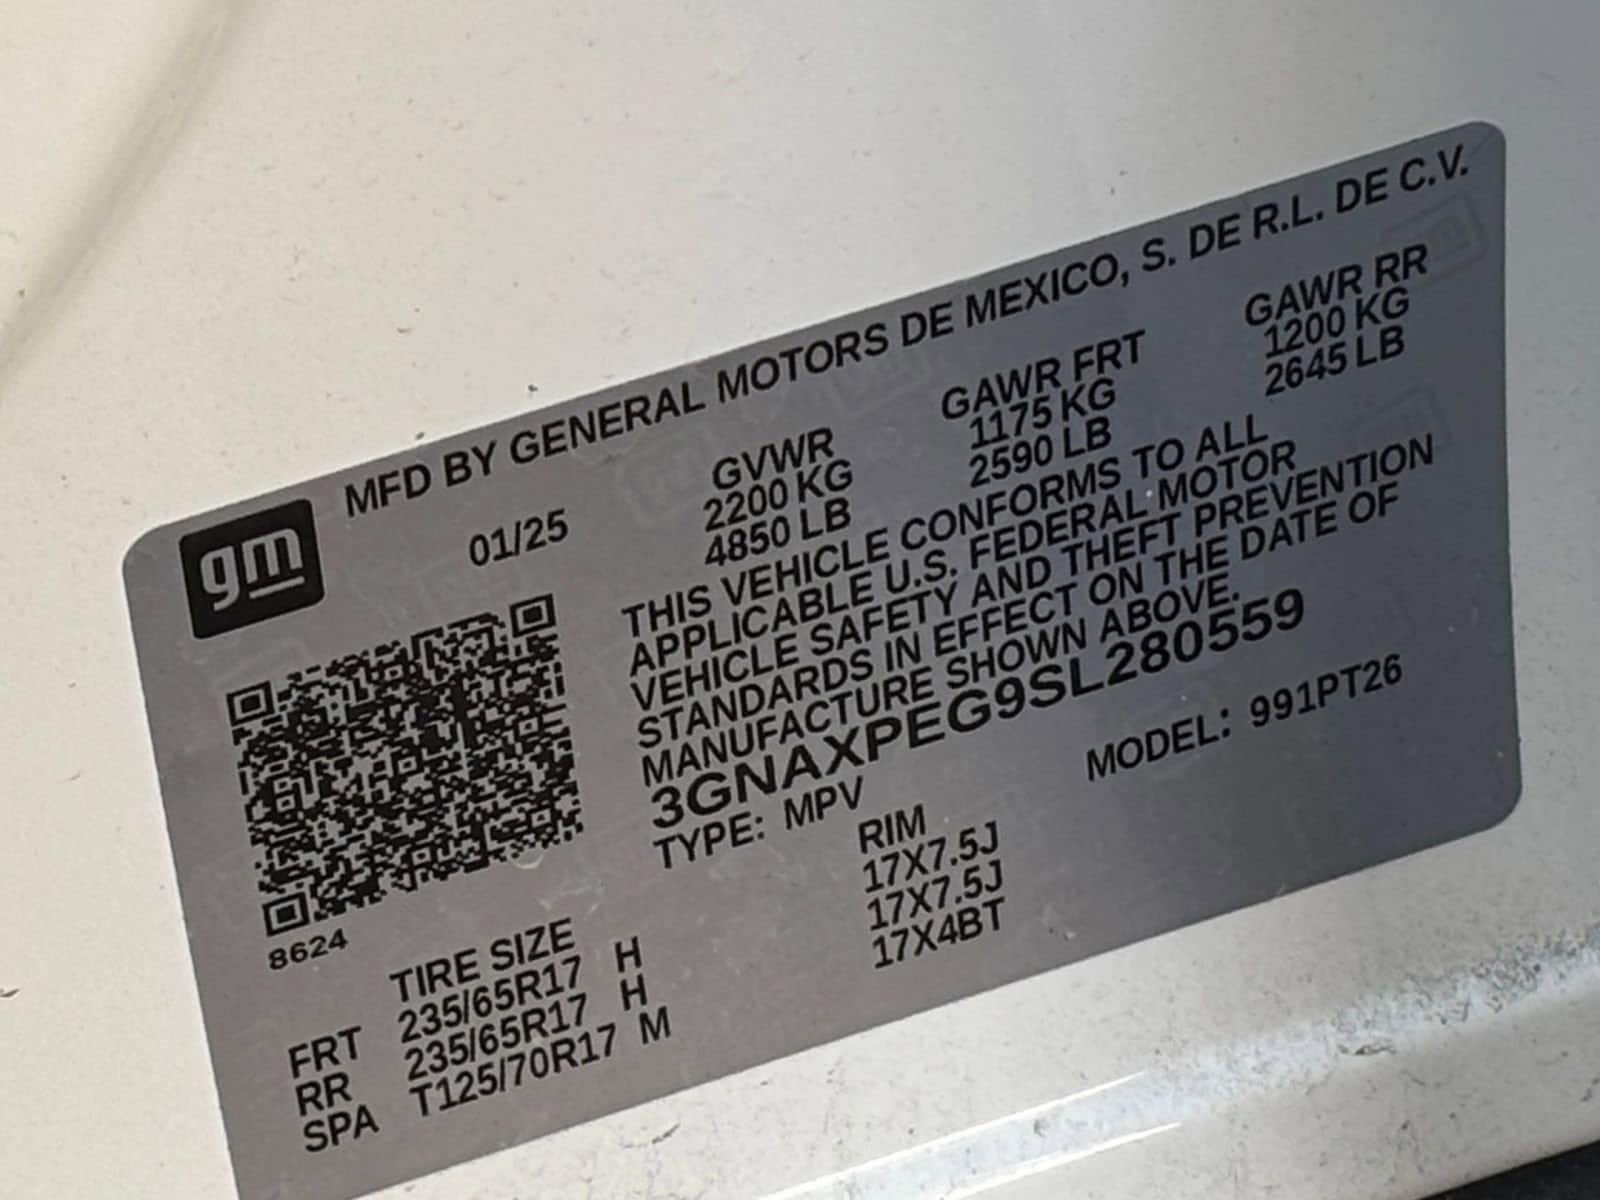 gm
MFD BY GENERAL MOTORS DE MEXICO, S. DE R.L. DE C.V.
01/25
GVWR GAWR FRT GAWR RR
2200 KG 1175 KG 1200 KG
4850 LB 2590 LB 2645 LB
THIS VEHICLE CONFORMS TO ALL
APPLICABLE U.S. FEDERAL MOTOR
VEHICLE SAFETY AND THEFT PREVENTION
STANDARDS IN EFFECT ON THE DATE OF
MANUFACTURE SHOWN ABOVE.
3GNAXPEG9SL280559
TYPE: MPV MODEL: 991PT26
8624
TIRE SIZE RIM
FRT 235/65R17 H 17X7.5J
RR 235/65R17 H 17X7.5J
SPA T125/70R17 M 17X4BT